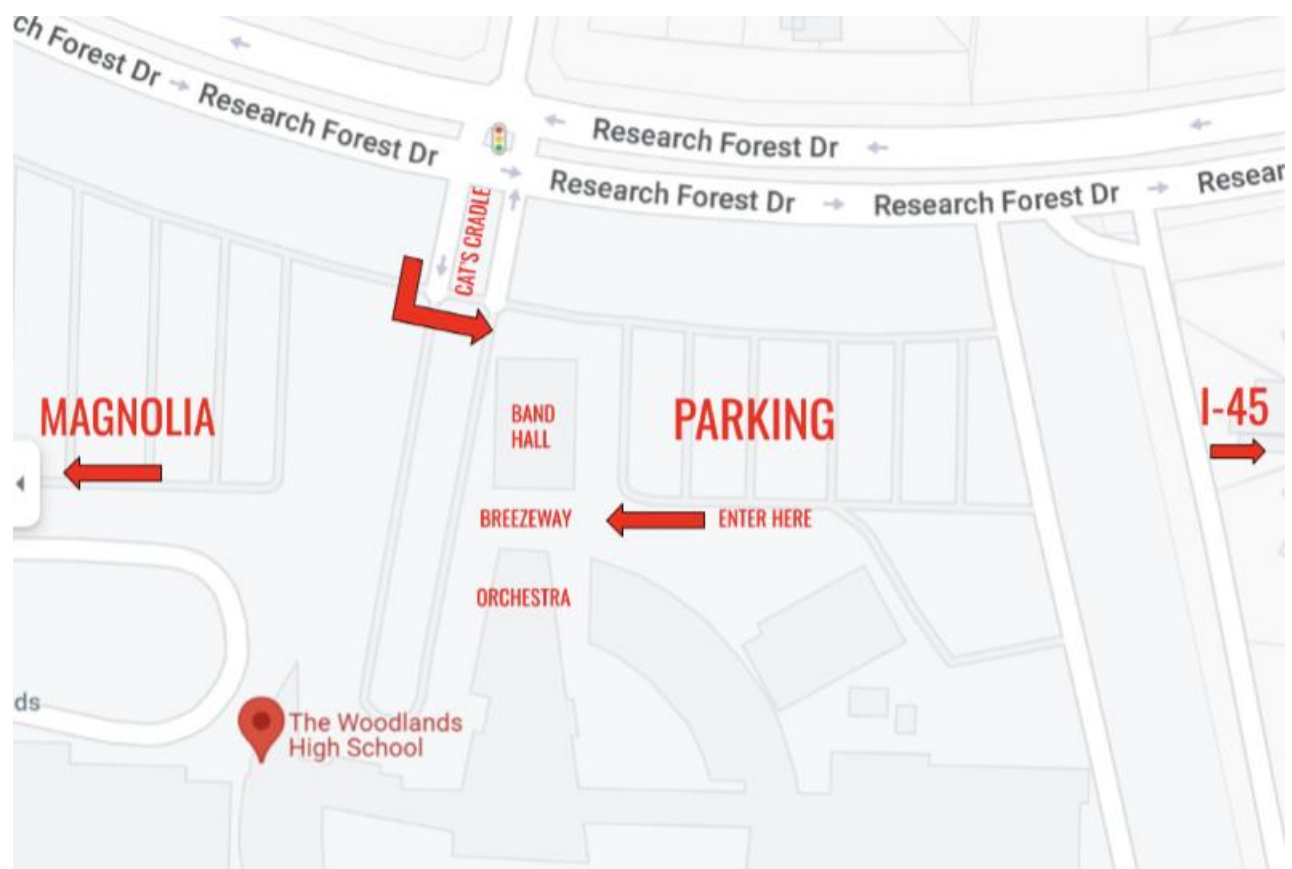 ch Forest Dr
Research Forest Dr
Research Forest Dr
Research Forest Dr
Research Forest Dr
Resear
CAT'S CRADLE
MAGNOLIA
BAND
HALL
PARKING
I-45
BREEZEWAY
ENTER HERE
ORCHESTRA
ds
The Woodlands
High School